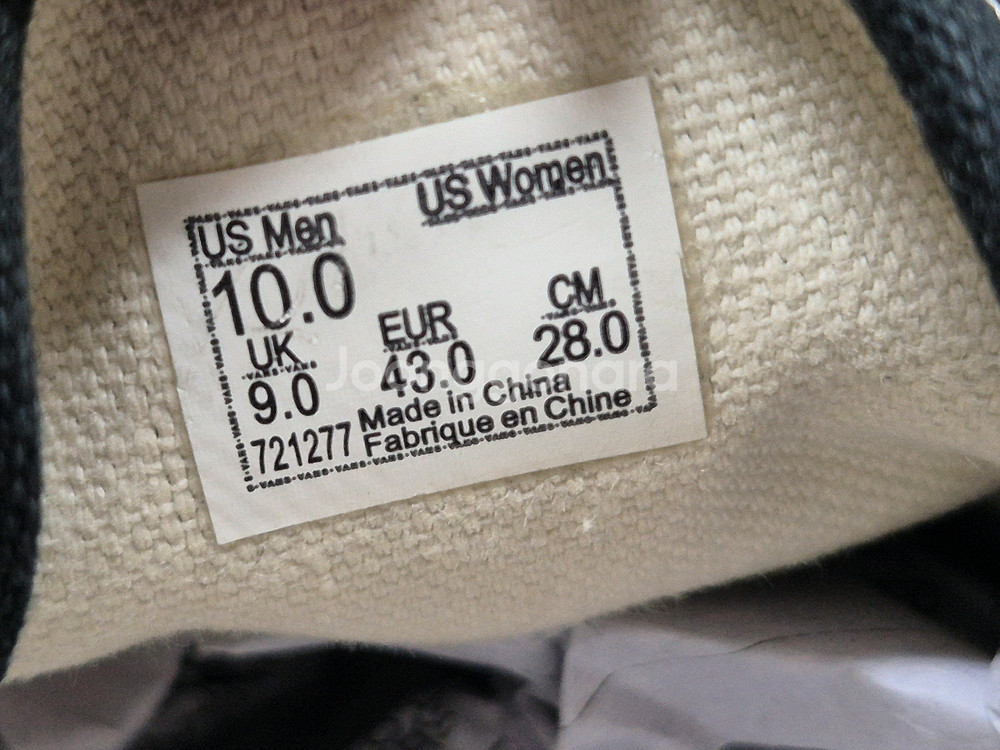 US Men US Women
10.0
UK EUR CM.
9.0 43.0 28.0
721277 Made in China
Fabrique en Chine